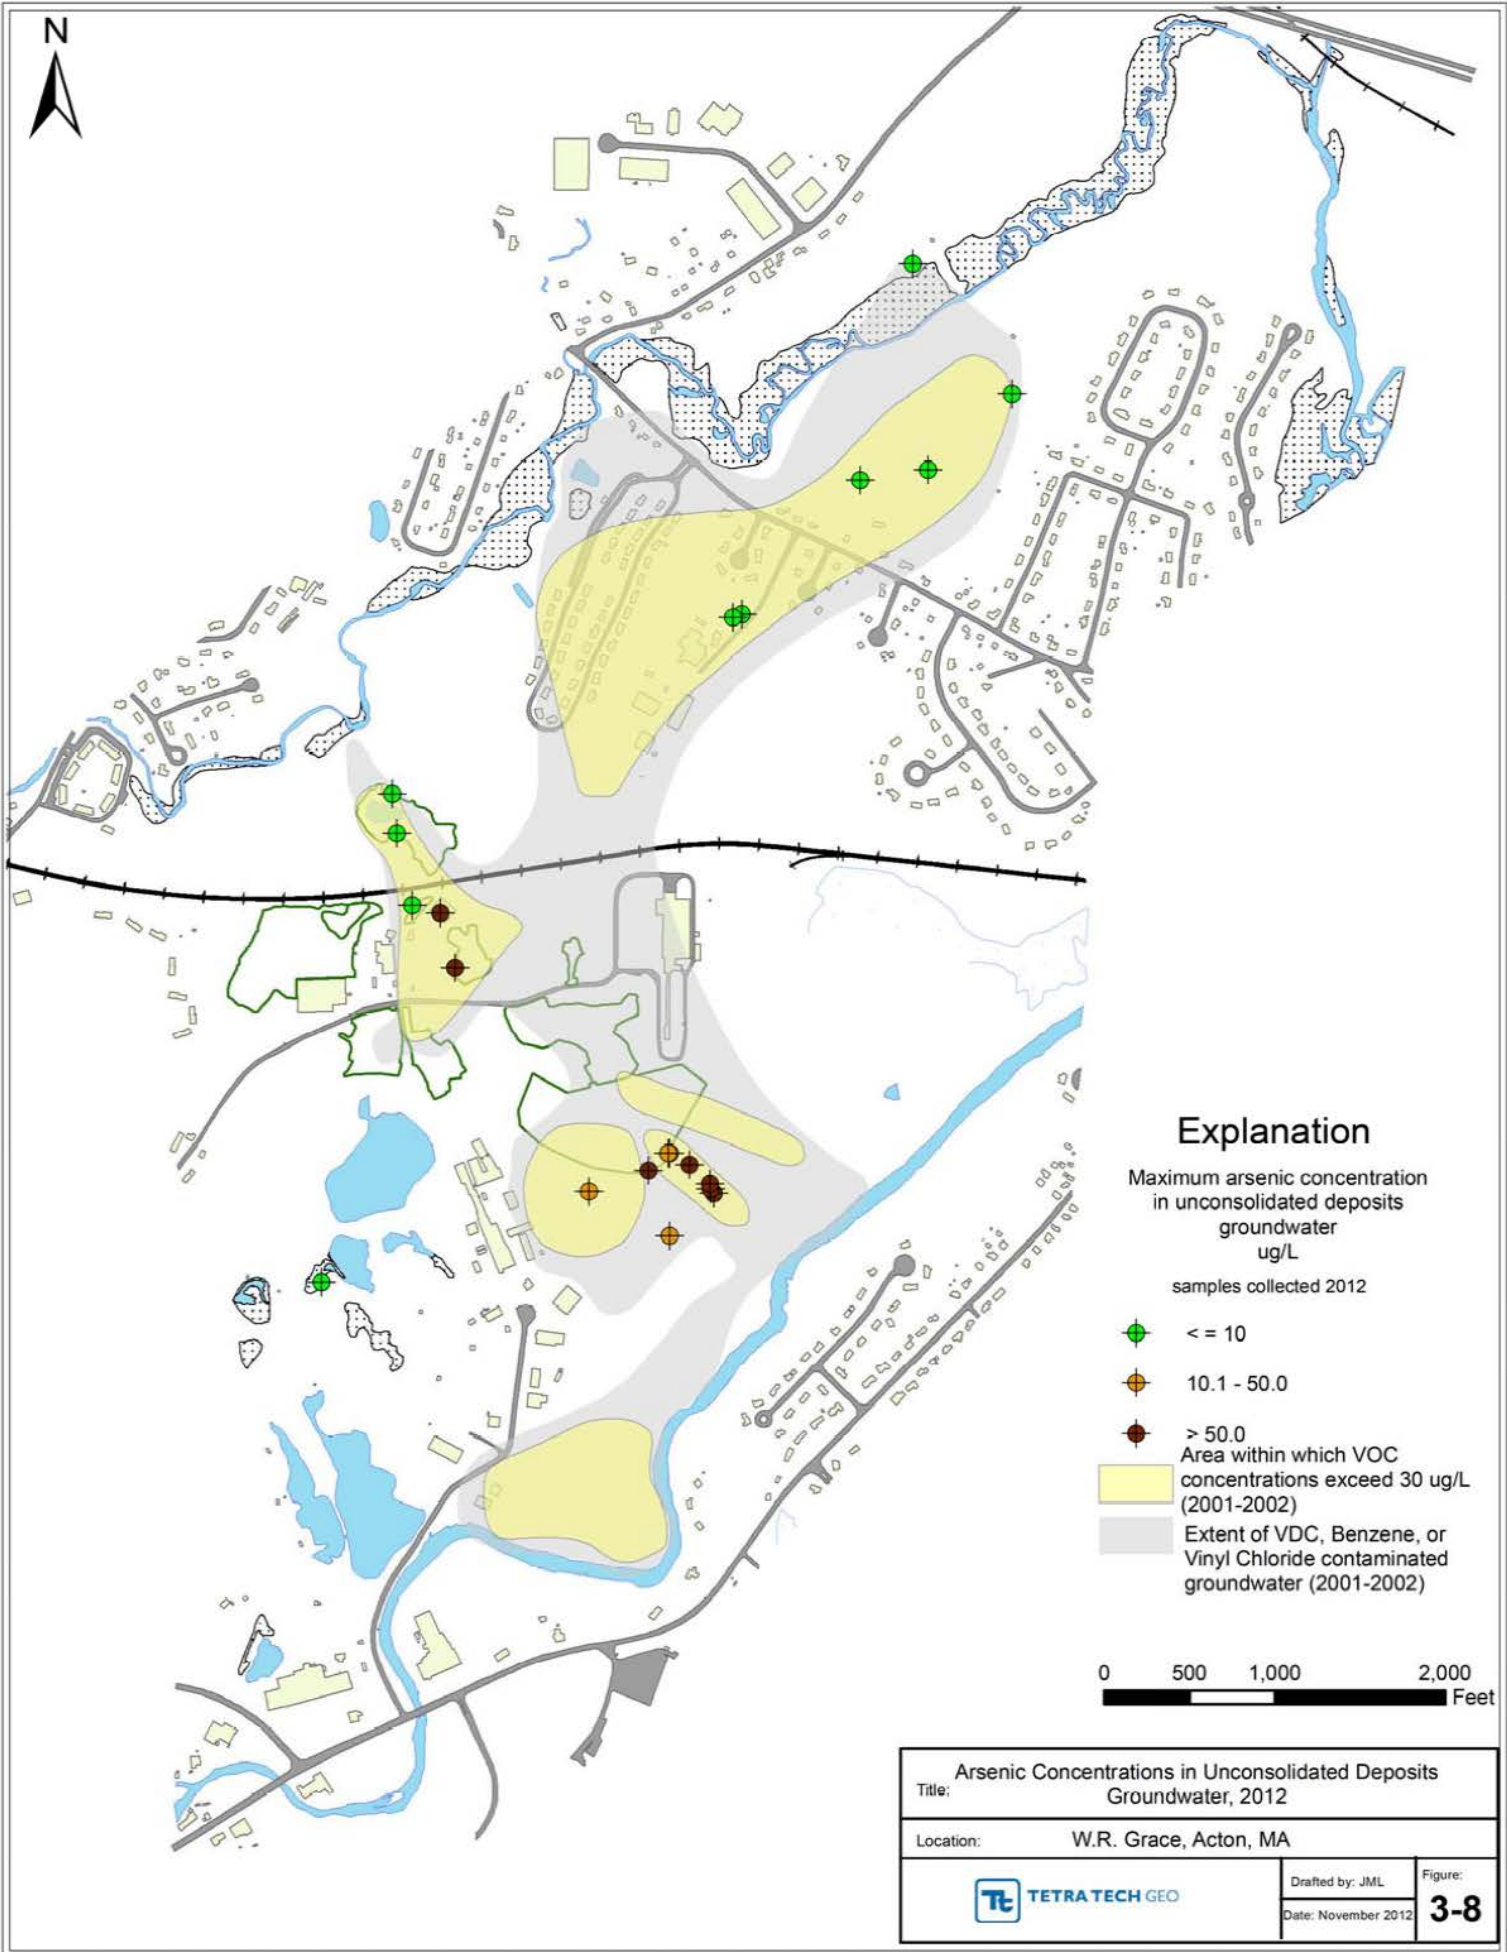 N
Explanation
Maximum arsenic concentration
in unconsolidated deposits
groundwater
ug/L
samples collected 2012
< = 10
10.1 - 50.0
> 50.0
Area within which VOC
concentrations exceed 30 ug/L
(2001-2002)
Extent of VDC, Benzene, or
Vinyl Chloride contaminated
groundwater (2001-2002)
0 500 1,000 2,000
Feet
Title: Arsenic Concentrations in Unconsolidated Deposits
Groundwater, 2012
Location: W.R. Grace, Acton, MA
Tt TETRA TECH GEO
Drafted by: JML
Date: November 2012
Figure:
3-8